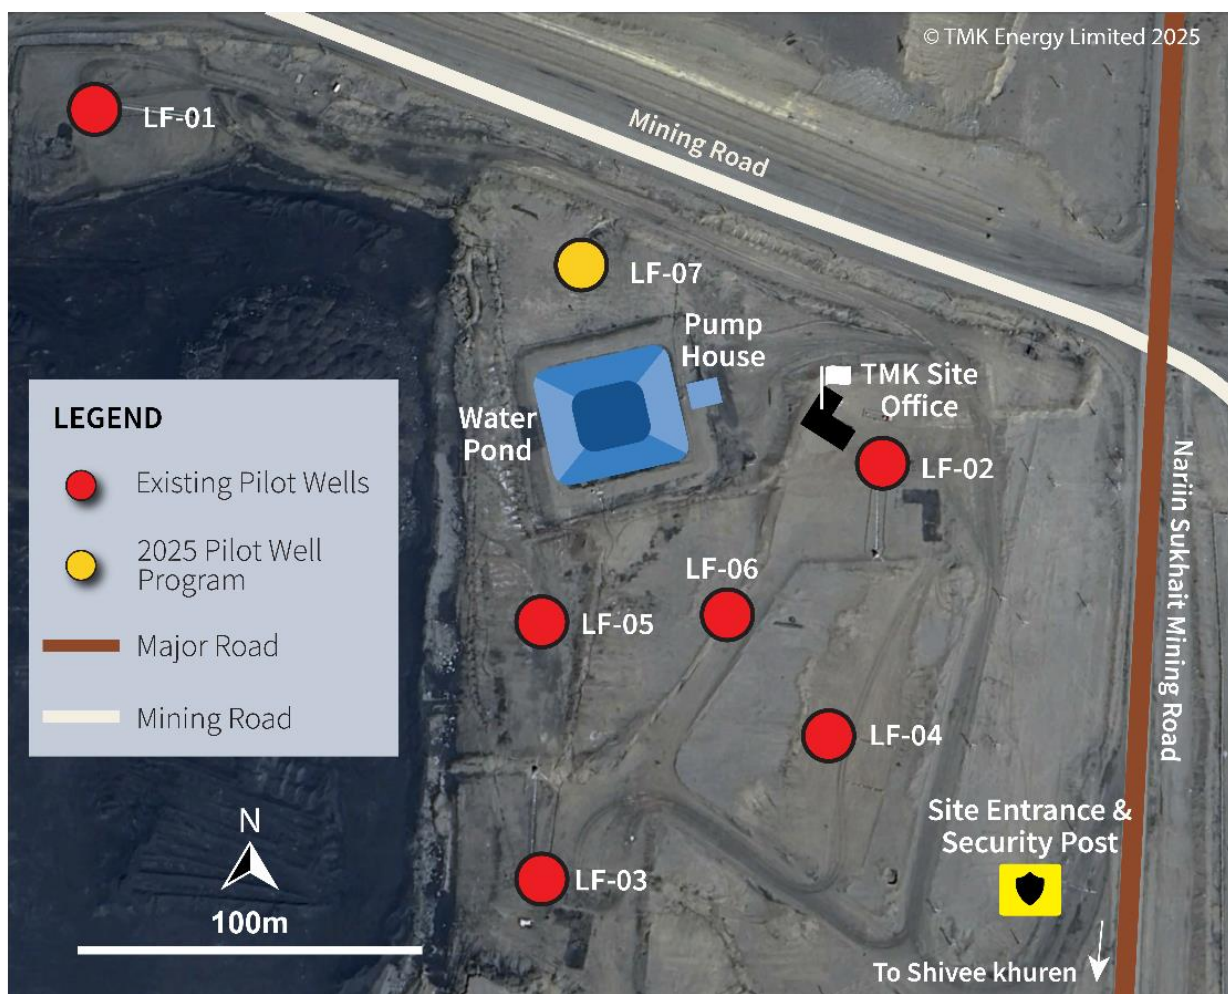 © TMK Energy Limited 2025
LF-01
Mining Road
LF-07
Pump
House
TMK Site
Office
Water
Pond
LF-02
LEGEND
Existing Pilot Wells
2025 Pilot Well
Program
Major Road
Mining Road
LF-06
LF-05
Nariin Sukhait Mining Road
LF-04
Site Entrance &
Security Post
LF-03
N
100m
To Shivee khuren